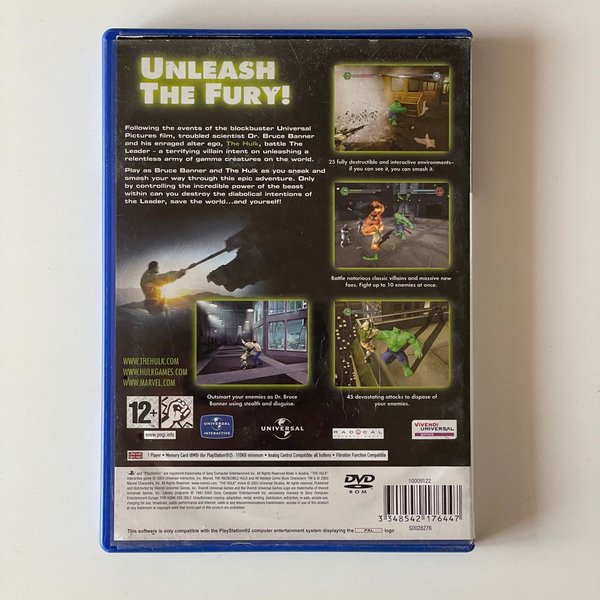 UNLEASH
THE FURY!
Following the events of the blockbuster Universal
Pictures film, troubled scientist Dr. Bruce Banner
and his enraged alter ego, The Hulk, battle The
Leader - a terrifying villain intent on unleashing a
relentless army of gamma creatures on the world.
Play as Bruce Banner and The Hulk as you sneak and
smash your way through this epic adventure. Only
by controlling the incredible power of the beast
within can you destroy the diabolical intentions of
the Leader, save the world...and yourself!
25 fully destructible and interactive environments–
if you can see it, you can smash it.
Battle notorious classic villains and massive new
foes. Fight up to 10 enemies at once.
WWW.THEHULK.COM
WWW.HULKGAMES.COM
WWW.MARVEL.COM
Outsmart your enemies as Dr. Bruce
Banner using stealth and disguise.
45 devastating attacks to dispose of
your enemies.
12+
www.pegi.info
UNIVERSAL
INTERACTIVE
UNIVERSAL
RADICAL
VIVENDI
UNIVERSAL
games
1 Player • Memory Card (8MB) (for PlayStation®2) : 110KB minimum • Analog Control Compatible: all buttons • Vibration Function Compatible
DVD
ROM
10009122
3 348542 176447
S0028276
This software is only compatible with the PlayStation®2 computer entertainment system displaying the PAL logo